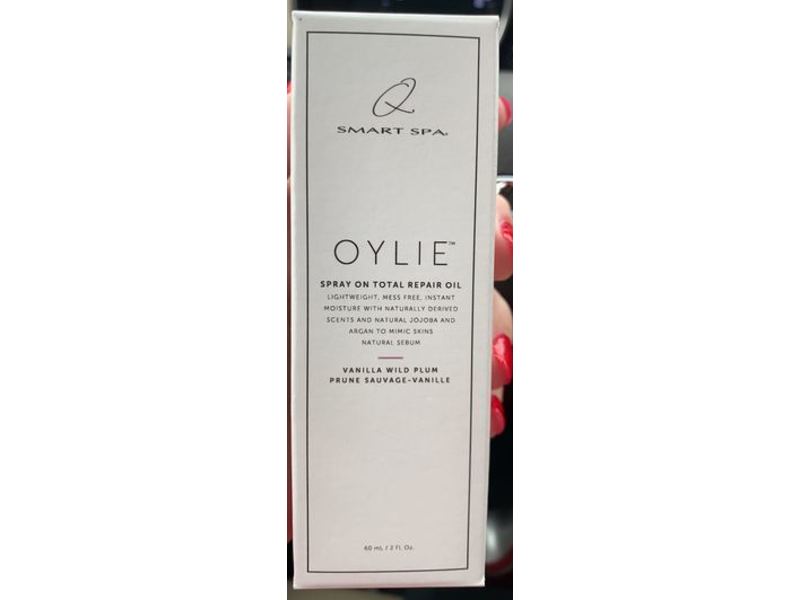 Q
SMART SPA®
OYLIE™
SPRAY ON TOTAL REPAIR OIL
LIGHTWEIGHT, MESS FREE, INSTANT
MOISTURE WITH NATURALLY DERIVED
SCENTS AND NATURAL JOJOBA AND
ARGAN TO MIMIC SKINS
NATURAL SEBUM
VANILLA WILD PLUM
PRUNE SAUVAGE-VANILLE
60 mL / 2 Fl. Oz.